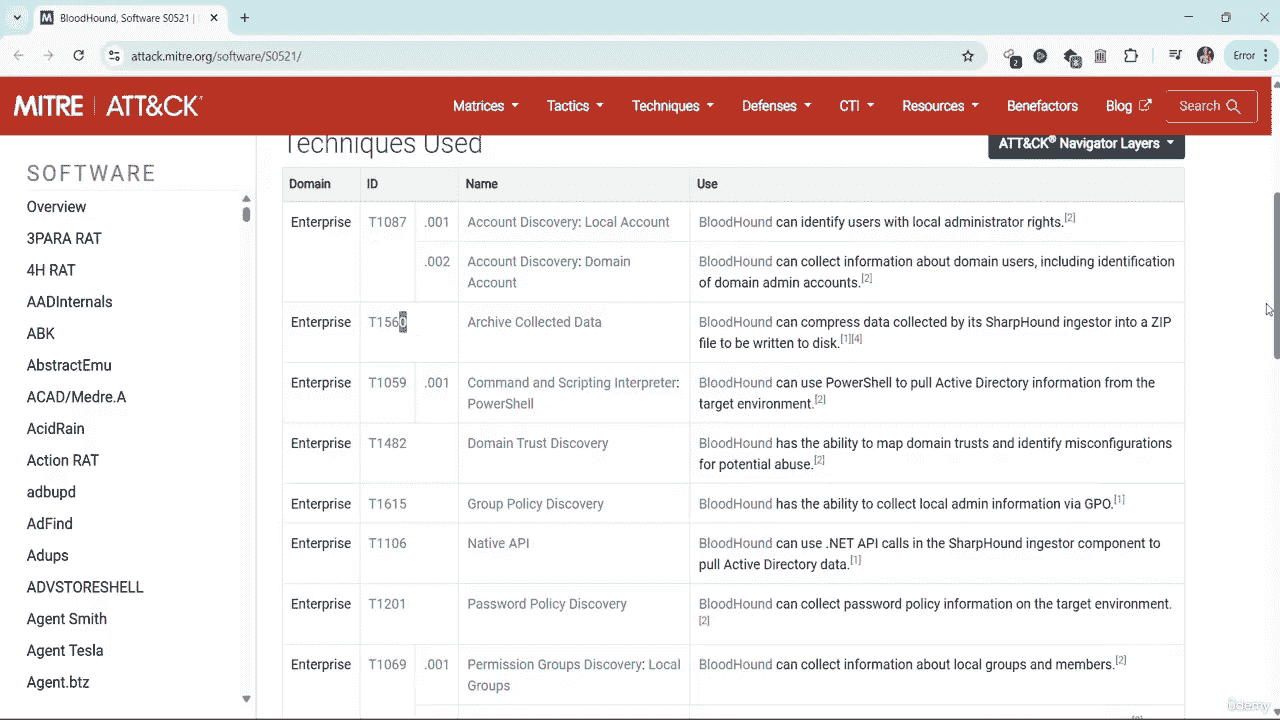 BloodHound, Software S0521 |
attack.mitre.org/software/S0521/
2
Error
MITRE | ATT&CK
Matrices
Tactics
Techniques
Defenses
CTI
Resources
Benefactors
Blog
Search
SOFTWARE
Overview
3PARA RAT
4H RAT
AADInternals
ABK
AbstractEmu
ACAD/Medre.A
AcidRain
Action RAT
adbupd
AdFind
Adups
ADVSTORESHELL
Agent Smith
Agent Tesla
Agent.btz
Techniques Used
ATT&CK® Navigator Layers
Domain ID Name Use
Enterprise T1087 .001 Account Discovery: Local Account BloodHound can identify users with local administrator rights.[2]
.002 Account Discovery: Domain BloodHound can collect information about domain users, including identification
Account of domain admin accounts.[2]
Enterprise T1560 Archive Collected Data BloodHound can compress data collected by its SharpHound ingestor into a ZIP
file to be written to disk.[1][4]
Enterprise T1059 .001 Command and Scripting Interpreter: BloodHound can use PowerShell to pull Active Directory information from the
PowerShell target environment.[2]
Enterprise T1482 Domain Trust Discovery BloodHound has the ability to map domain trusts and identify misconfigurations
for potential abuse.[2]
Enterprise T1615 Group Policy Discovery BloodHound has the ability to collect local admin information via GPO.[1]
Enterprise T1106 Native API BloodHound can use .NET API calls in the SharpHound ingestor component to
pull Active Directory data.[1]
Enterprise T1201 Password Policy Discovery BloodHound can collect password policy information on the target environment.
[2]
Enterprise T1069 .001 Permission Groups Discovery: Local BloodHound can collect information about local groups and members.[2]
Groups
ûdemy